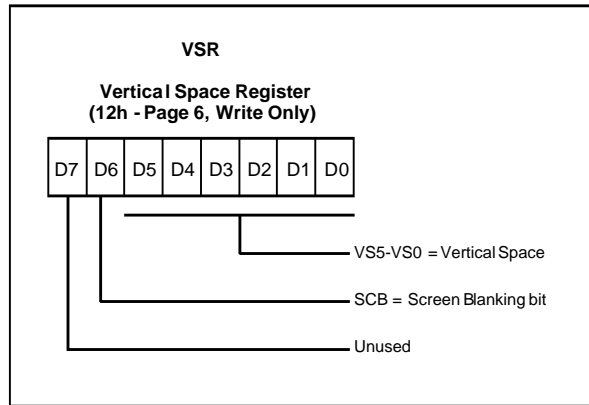 VSR
Vertical Space Register
(12h - Page 6, Write Only)
D7 D6 D5 D4 D3 D2 D1 D0
VS5-VS0 = Vertical Space
SCB = Screen Blanking bit
Unused